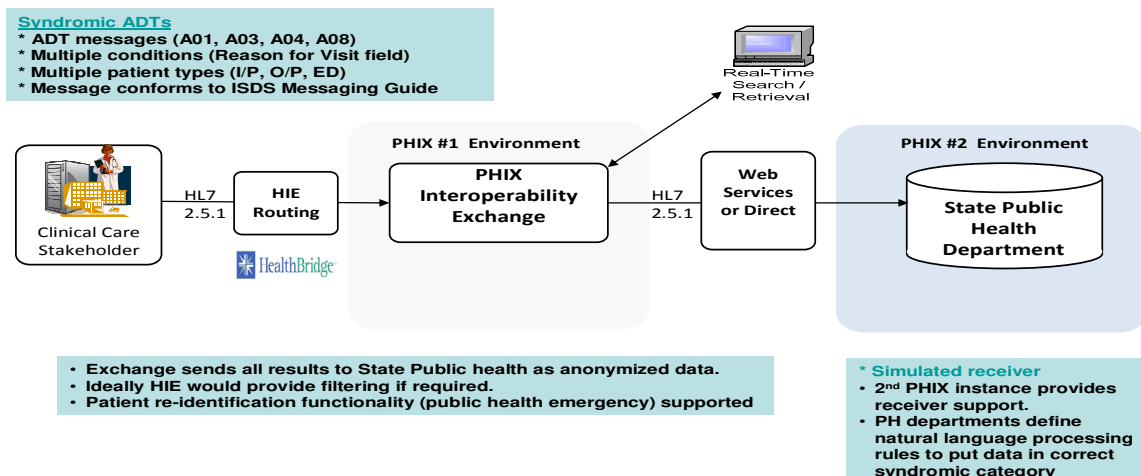 Syndromic ADTs
* ADT messages (A01, A03, A04, A08)
* Multiple conditions (Reason for Visit field)
* Multiple patient types (I/P, O/P, ED)
* Message conforms to ISDS Messaging Guide
Real-Time
Search /
Retrieval
PHIX #1 Environment
PHIX #2 Environment
Clinical Care
Stakeholder
HL7
2.5.1
HIE
Routing
HealthBridge
PHIX
Interoperability
Exchange
HL7
2.5.1
Web
Services
or Direct
State Public
Health
Department
• Exchange sends all results to State Public health as anonymized data.
• Ideally HIE would provide filtering if required.
• Patient re-identification functionality (public health emergency) supported
* Simulated receiver
• 2nd PHIX instance provides
receiver support.
• PH departments define
natural language processing
rules to put data in correct
syndromic category